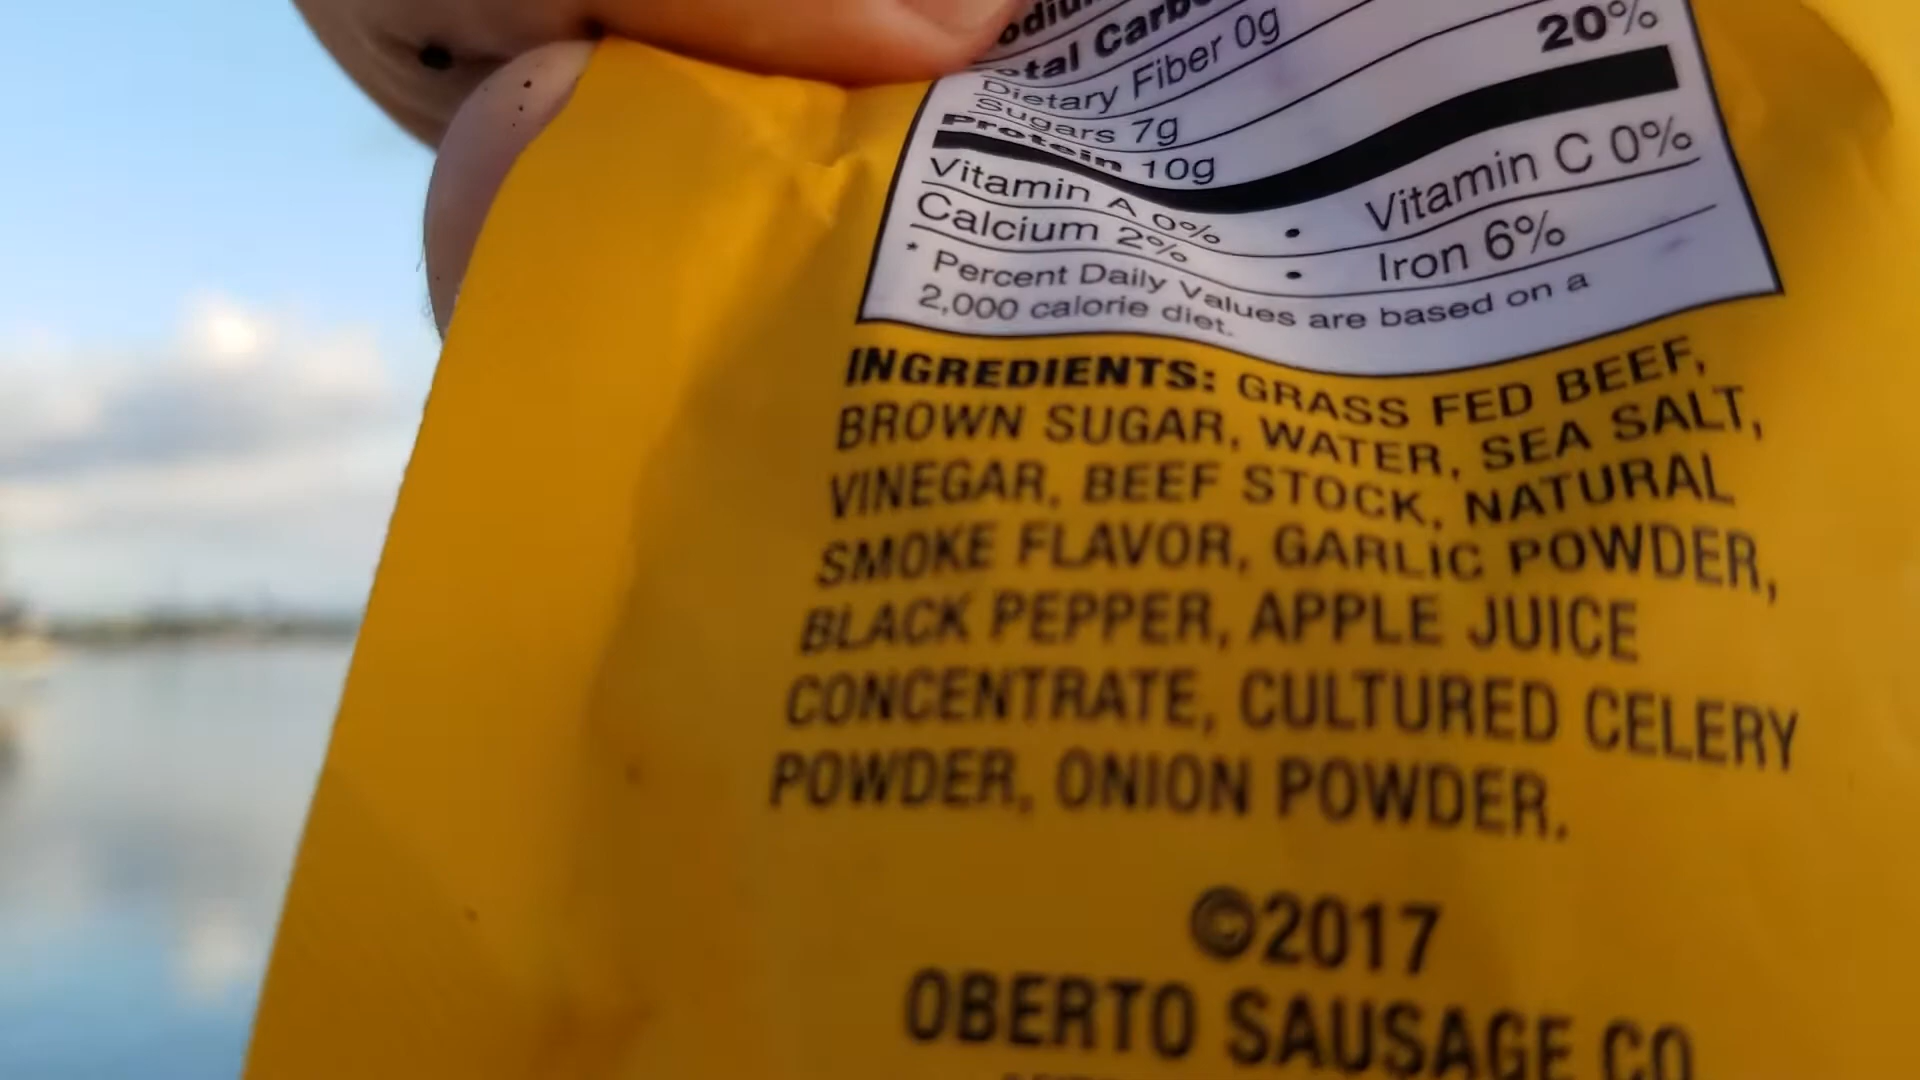 Dietary Fiber 0g
Sugars 7g
Protein 10g 20%
Vitamin A 0% • Vitamin C 0%
Calcium 2% • Iron 6%
* Percent Daily Values are based on a
2,000 calorie diet.
INGREDIENTS: GRASS FED BEEF,
BROWN SUGAR, WATER, SEA SALT,
VINEGAR, BEEF STOCK, NATURAL
SMOKE FLAVOR, GARLIC POWDER,
BLACK PEPPER, APPLE JUICE
CONCENTRATE, CULTURED CELERY
POWDER, ONION POWDER.
©2017
OBERTO SAUSAGE CO